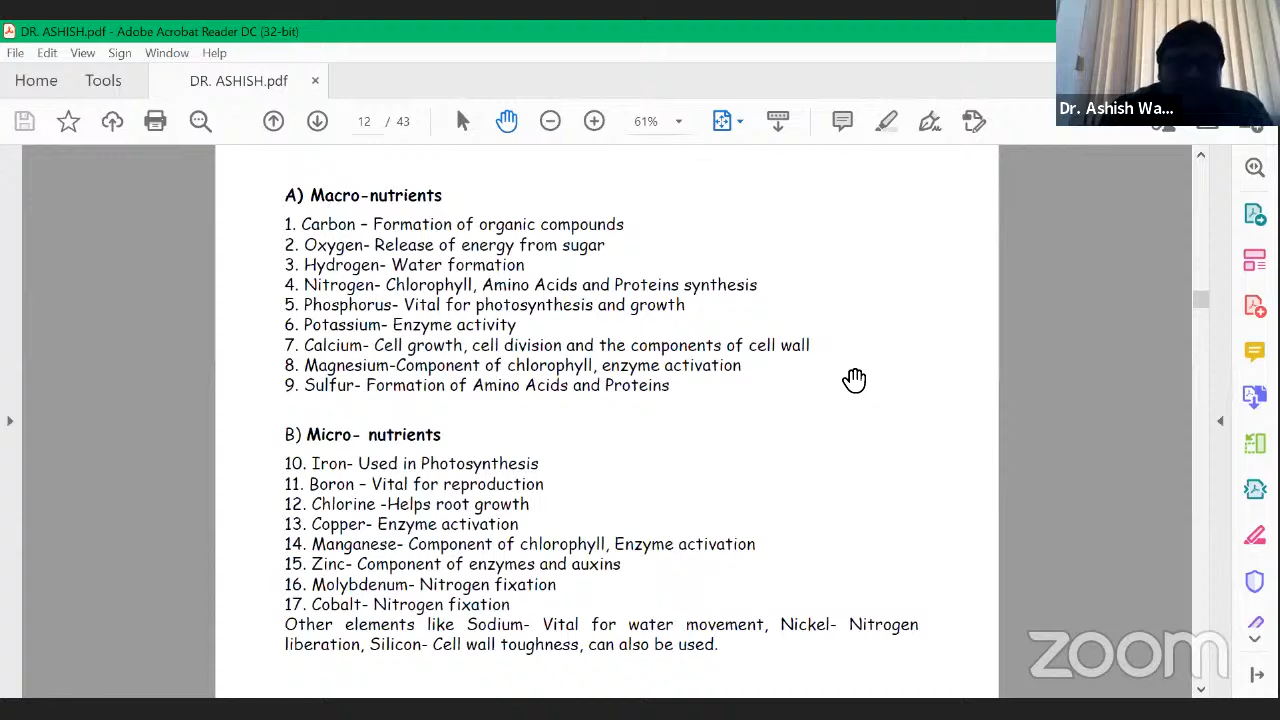 DR. ASHISH.pdf - Adobe Acrobat Reader DC (32-bit)
File Edit View Sign Window Help
Home Tools DR. ASHISH.pdf ×
12 / 43 61%
Dr. Ashish Wa...
A) Macro-nutrients
1. Carbon – Formation of organic compounds
2. Oxygen- Release of energy from sugar
3. Hydrogen- Water formation
4. Nitrogen- Chlorophyll, Amino Acids and Proteins synthesis
5. Phosphorus- Vital for photosynthesis and growth
6. Potassium- Enzyme activity
7. Calcium- Cell growth, cell division and the components of cell wall
8. Magnesium-Component of chlorophyll, enzyme activation
9. Sulfur- Formation of Amino Acids and Proteins
B) Micro- nutrients
10. Iron- Used in Photosynthesis
11. Boron – Vital for reproduction
12. Chlorine -Helps root growth
13. Copper- Enzyme activation
14. Manganese- Component of chlorophyll, Enzyme activation
15. Zinc- Component of enzymes and auxins
16. Molybdenum- Nitrogen fixation
17. Cobalt- Nitrogen fixation
Other elements like Sodium- Vital for water movement, Nickel- Nitrogen
liberation, Silicon- Cell wall toughness, can also be used.
zoom